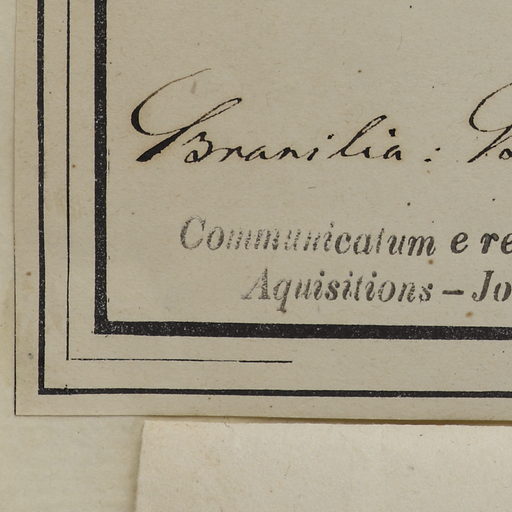 Brasilia:
Communicatum e re
Aquisitions – Jo